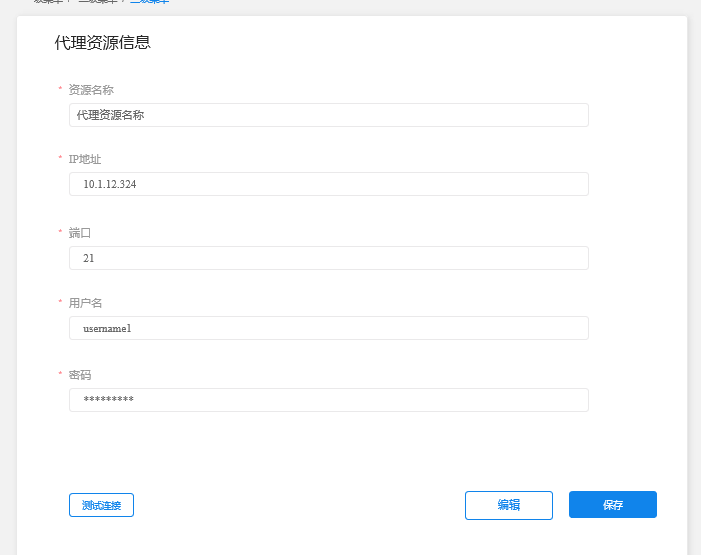 代理资源信息
* 资源名称
代理资源名称
* IP地址
10.1.12.324
* 端口
21
* 用户名
username1
* 密码
*********
测试连接 编辑 保存